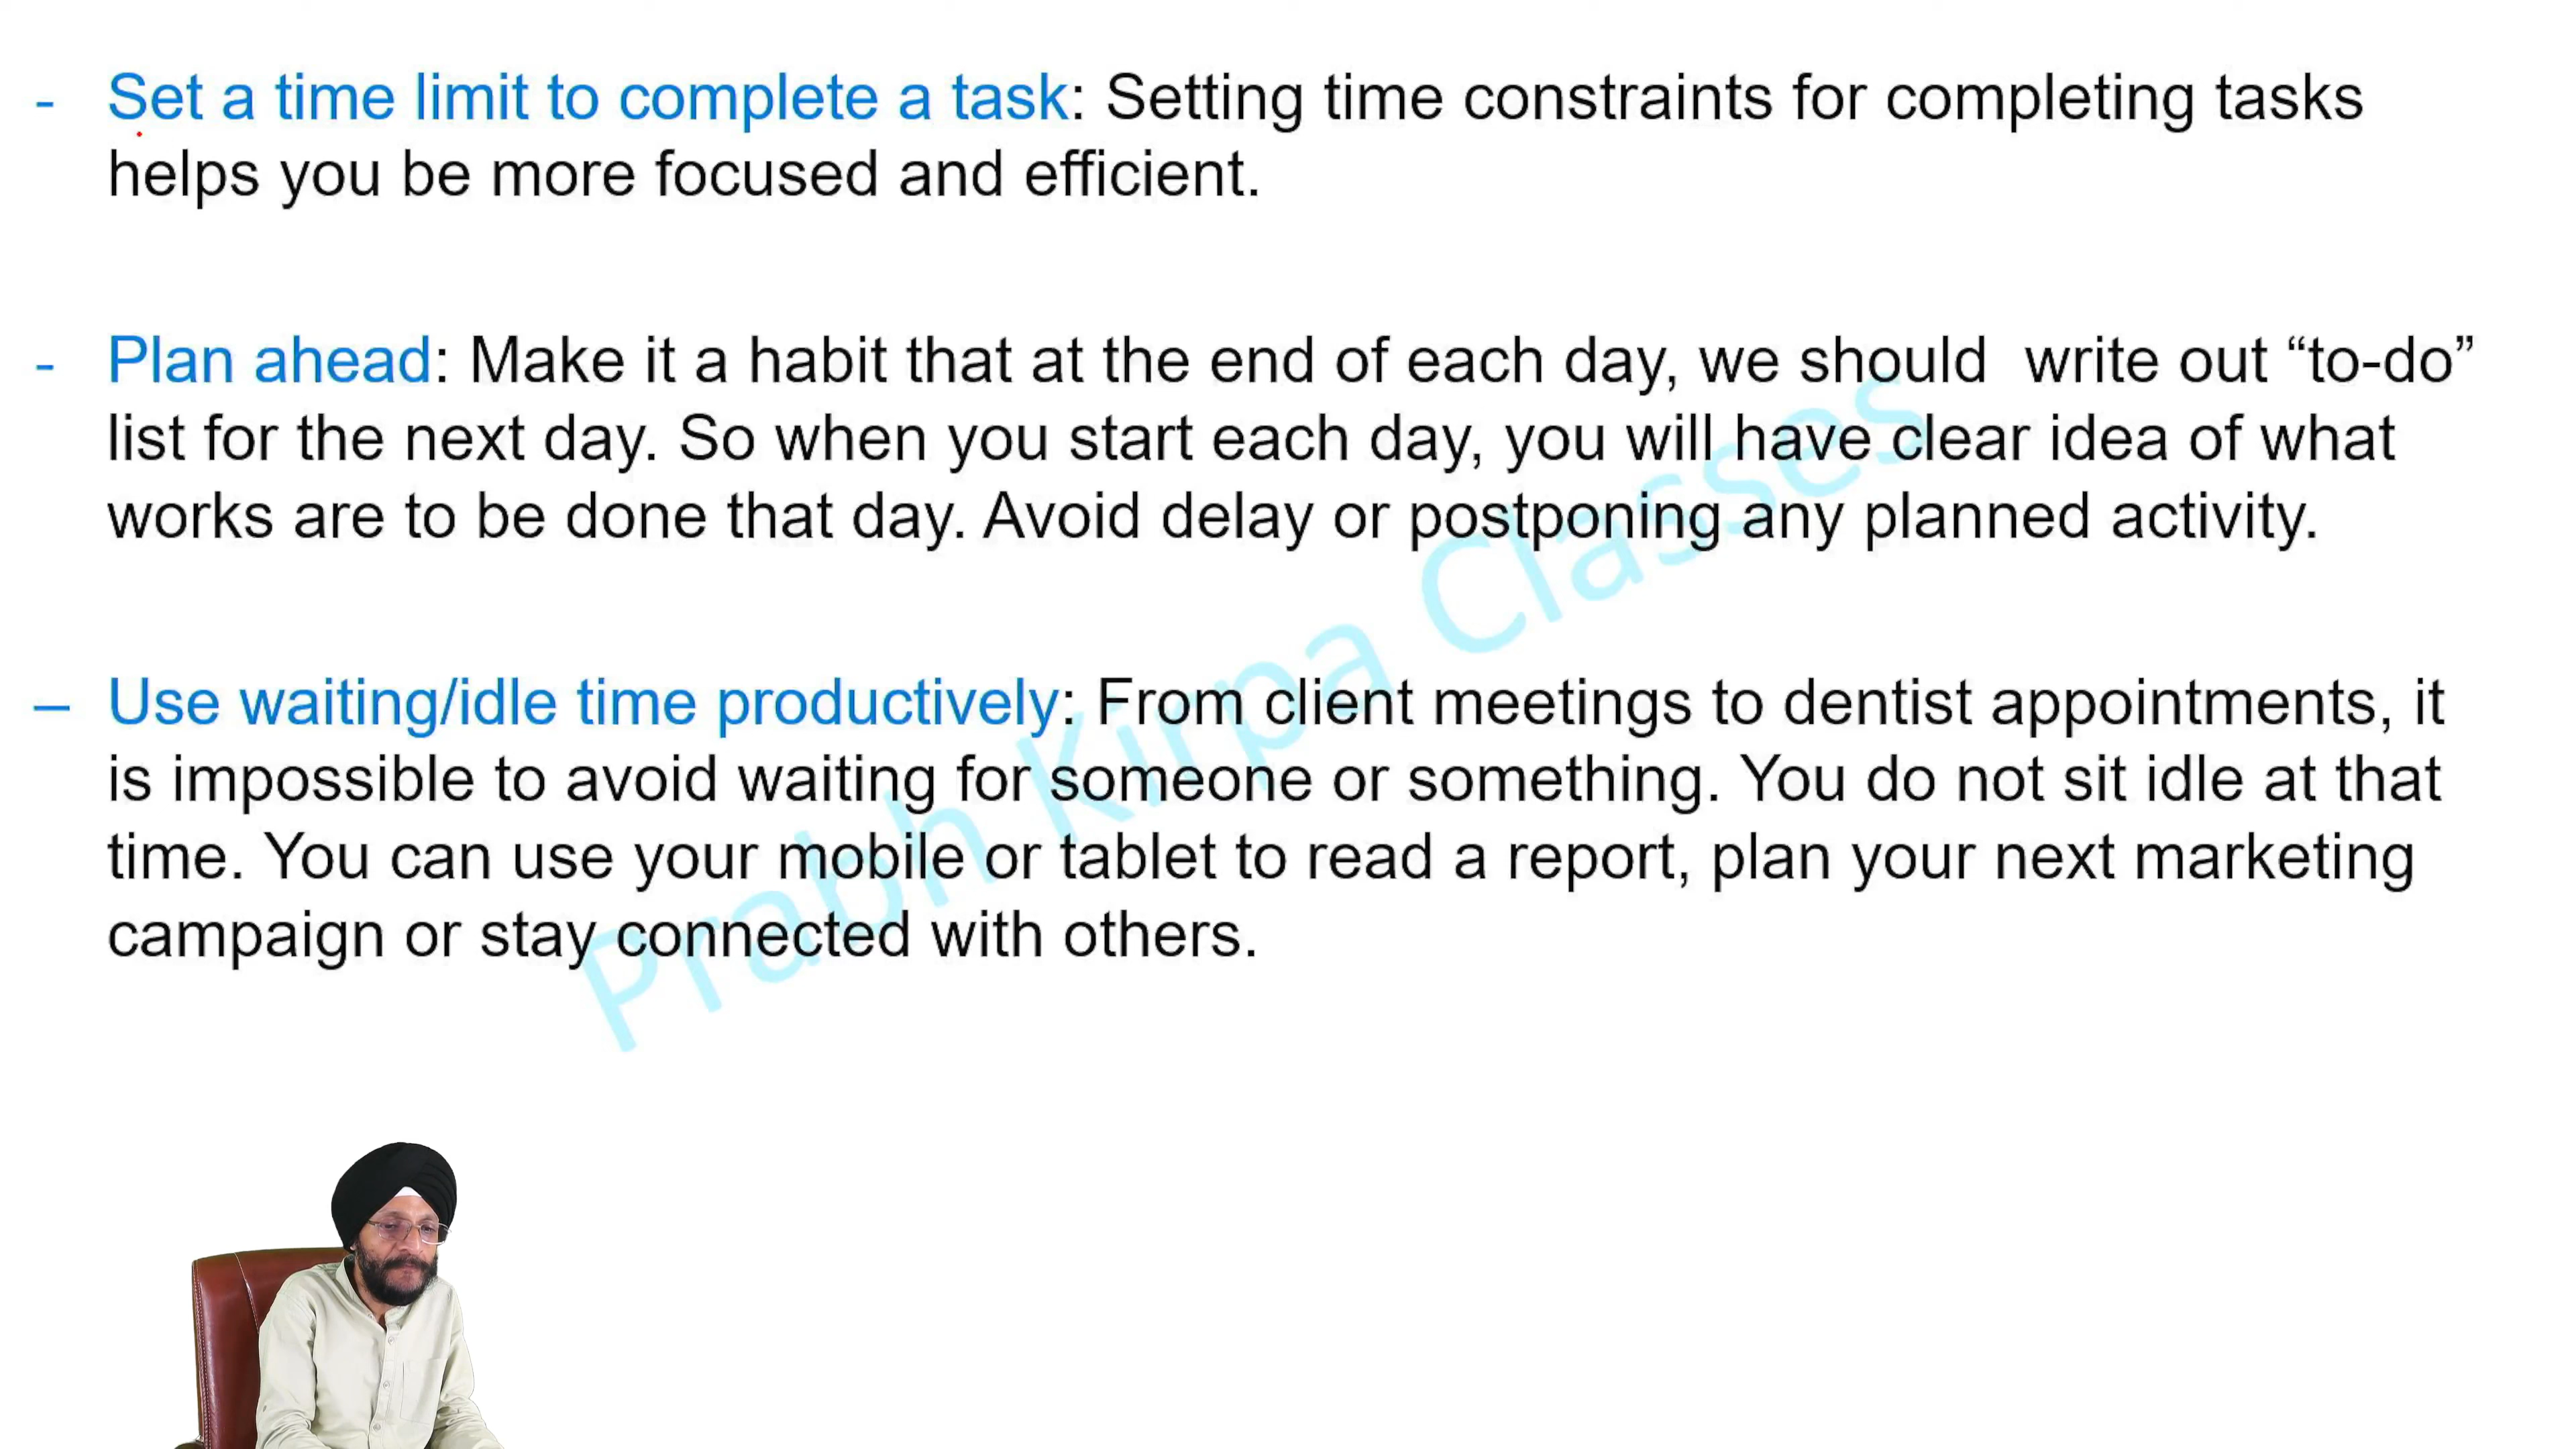 - Set a time limit to complete a task: Setting time constraints for completing tasks
helps you be more focused and efficient.
- Plan ahead: Make it a habit that at the end of each day, we should  write out “to-do”
list for the next day. So when you start each day, you will have clear idea of what
works are to be done that day. Avoid delay or postponing any planned activity.
– Use waiting/idle time productively: From client meetings to dentist appointments, it
is impossible to avoid waiting for someone or something. You do not sit idle at that
time. You can use your mobile or tablet to read a report, plan your next marketing
campaign or stay connected with others.
Prabh Kirpa Classes